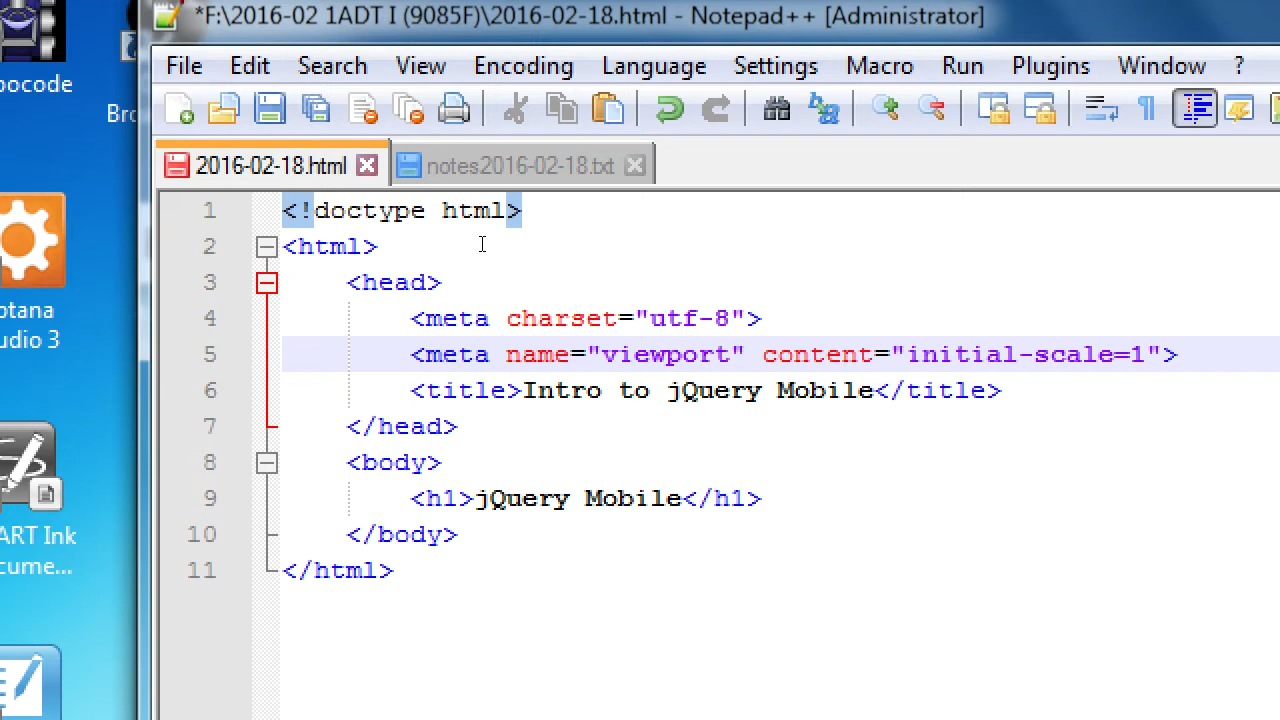 *F:\2016-02 1ADT I (9085F)\2016-02-18.html - Notepad++ [Administrator]
File Edit Search View Encoding Language Settings Macro Run Plugins Window ?
2016-02-18.html notes2016-02-18.txt
1 <!doctype html>
2 <html>
3 <head>
4 <meta charset="utf-8">
5 <meta name="viewport" content="initial-scale=1">
6 <title>Intro to jQuery Mobile</title>
7 </head>
8 <body>
9 <h1>jQuery Mobile</h1>
10 </body>
11 </html>
ocode
Bro
otana
udio 3
ART Ink
cume...